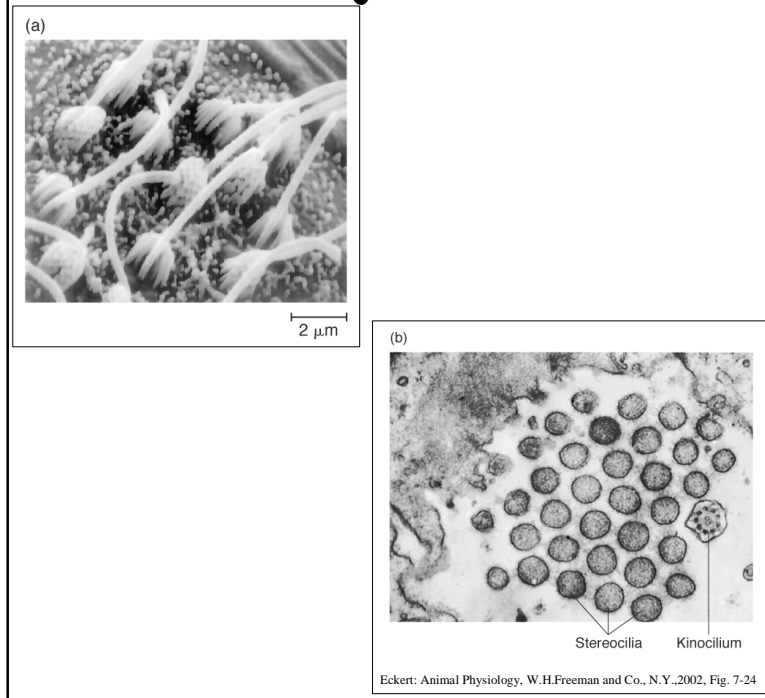 (a)
2 μm
(b)
Stereocilia Kinocilium
Eckert: Animal Physiology, W.H.Freeman and Co., N.Y.,2002, Fig. 7-24